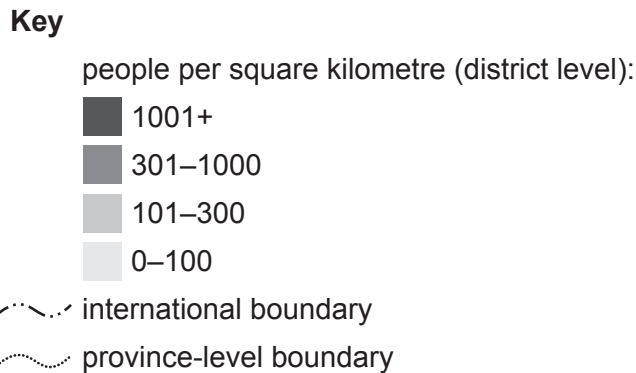 Key
people per square kilometre (district level):
1001+
301–1000
101–300
0–100
international boundary
province-level boundary